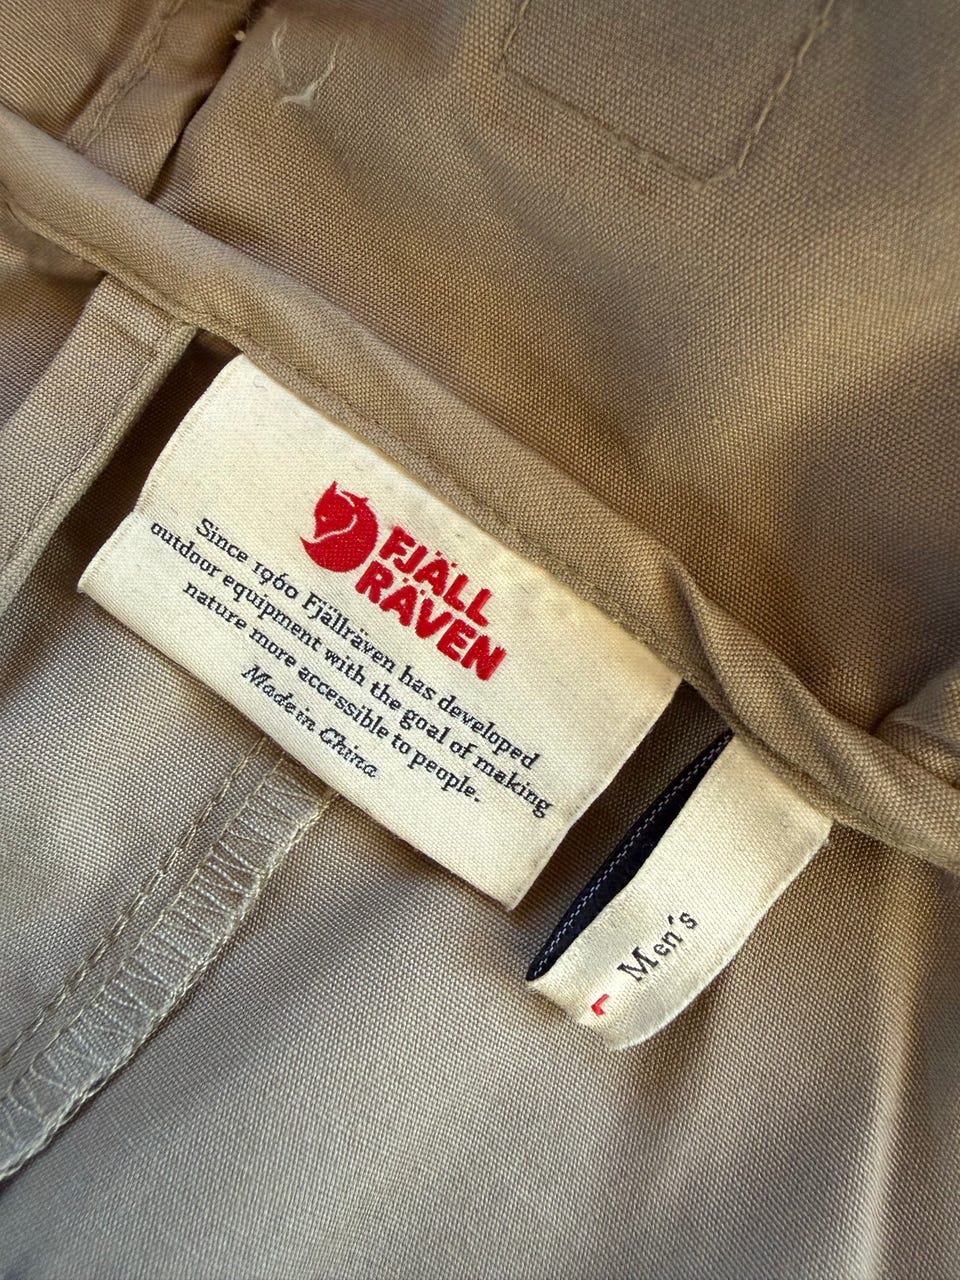 FJÄLL
RÄVEN
Since 1960 Fjällräven has developed
outdoor equipment with the goal of making
nature more accessible to people.
Made in China
Men's
L